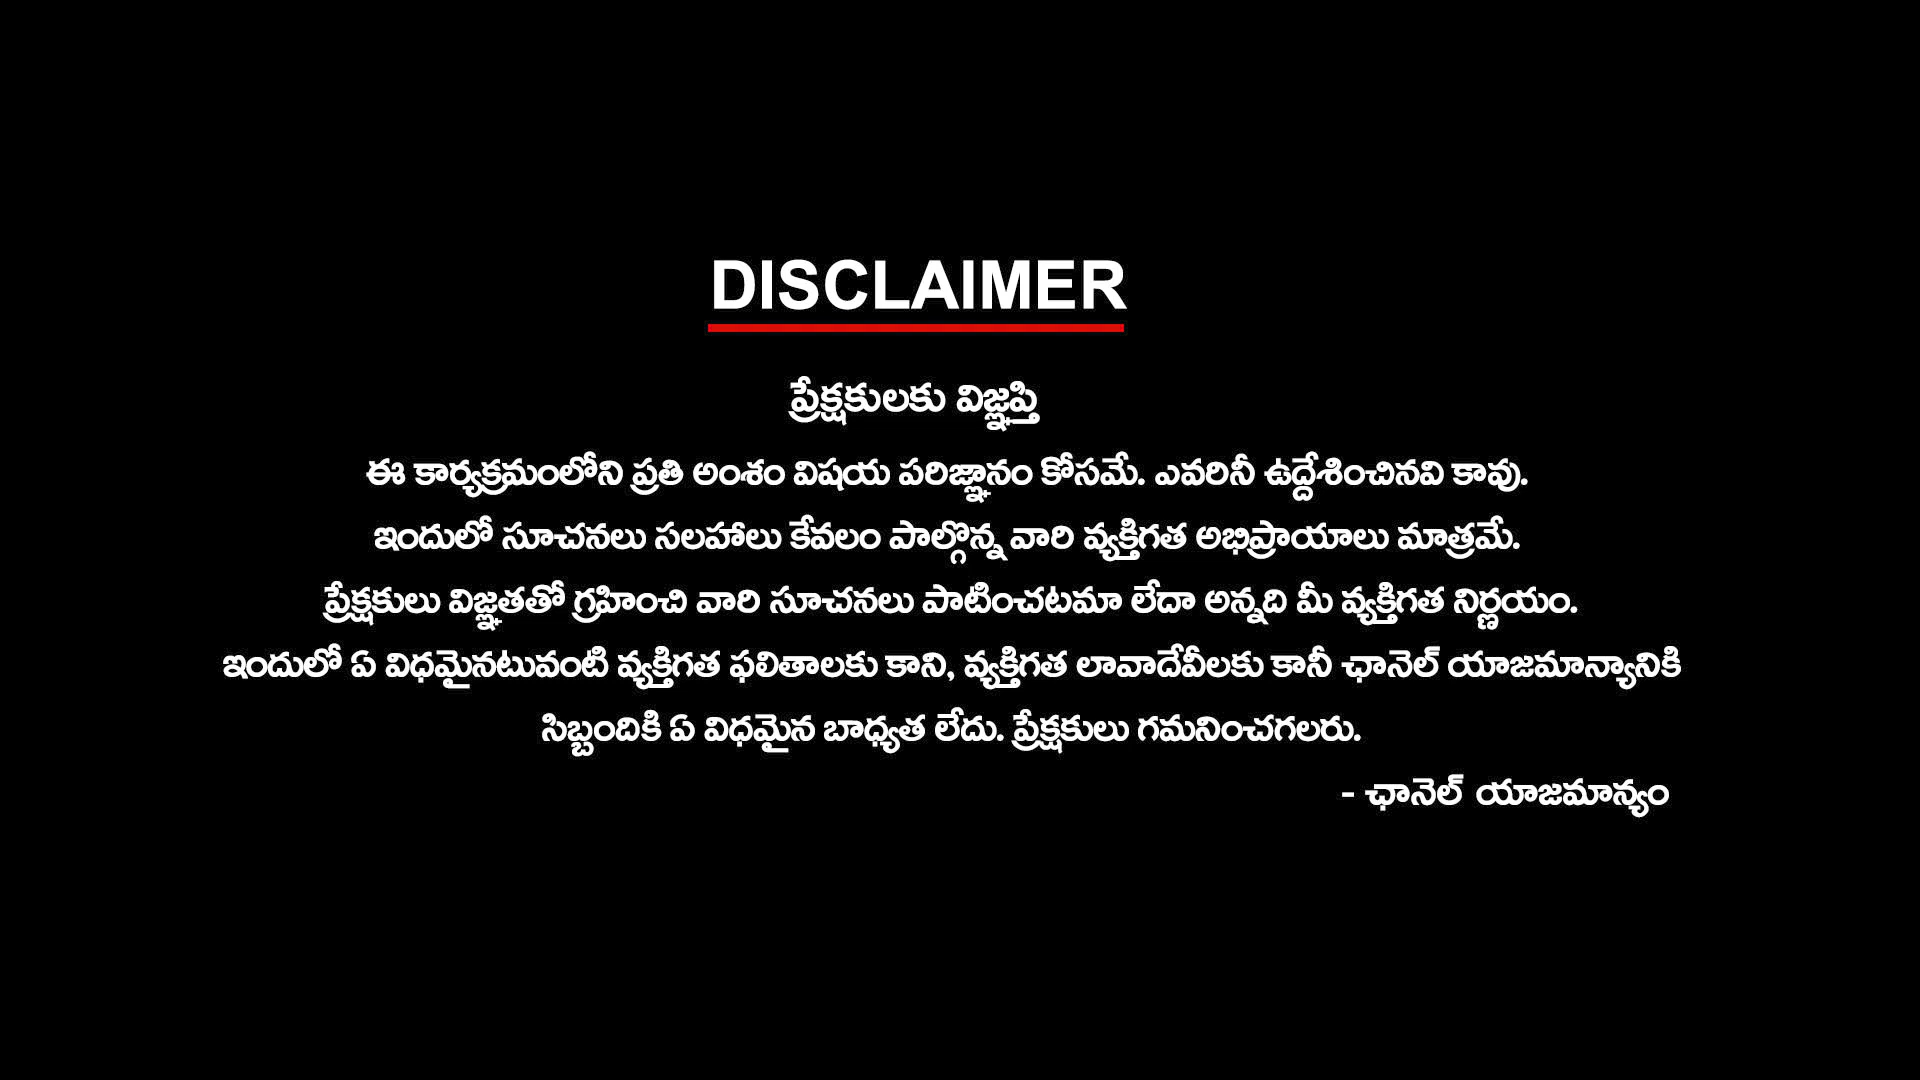 DISCLAIMER
ప్రేక్షకులకు విజ్ఞప్తి
ఈ కార్యక్రమంలోని ప్రతి అంశం విషయ పరిజ్ఞానం కోసమే. ఎవరినీ ఉద్దేశించినవి కావు.
ఇందులో సూచనలు సలహాలు కేవలం పాల్గొన్న వారి వ్యక్తిగత అభిప్రాయాలు మాత్రమే.
ప్రేక్షకులు విజ్ఞతతో గ్రహించి వారి సూచనలు పాటించటమా లేదా అన్నది మీ వ్యక్తిగత నిర్ణయం.
ఇందులో ఏ విధమైనటువంటి వ్యక్తిగత ఫలితాలకు కాని, వ్యక్తిగత లావాదేవీలకు కానీ ఛానెల్ యాజమాన్యానికి
సిబ్బందికి ఏ విధమైన బాధ్యత లేదు. ప్రేక్షకులు గమనించగలరు.
- ఛానెల్ యాజమాన్యం